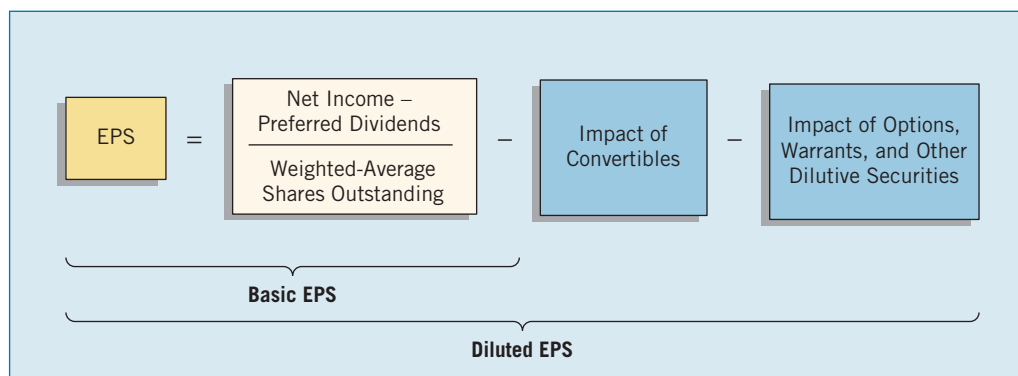 EPS
=
Net Income –
Preferred Dividends
Weighted-Average
Shares Outstanding
–
Impact of
Convertibles
–
Impact of Options,
Warrants, and Other
Dilutive Securities
Basic EPS
Diluted EPS